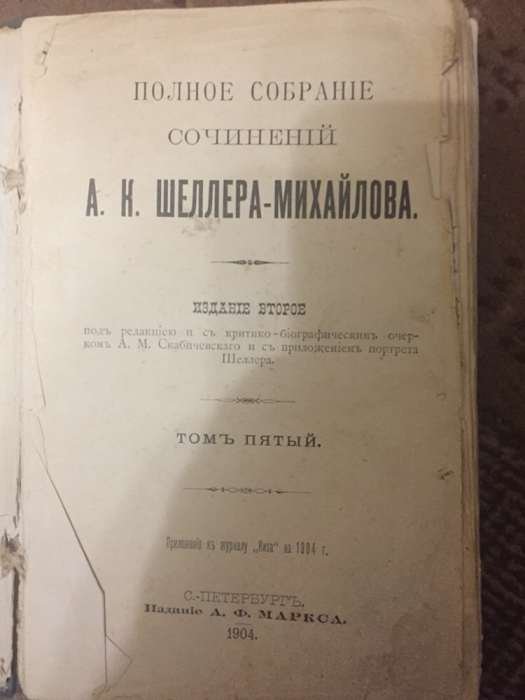 ПОЛНОЕ СОБРАНІЕ
СОЧИНЕНІЙ
А. К. ШЕЛЛЕРА-МИХАЙЛОВА.
ИЗДАНІЕ ВТОРОЕ
подъ редакціею и съ критико-біографическимъ очер-
комъ А. М. Скабичевскаго и съ приложеніемъ портрета
Шеллера.
ТОМЪ ПЯТЫЙ.
Приложеніе къ журналу „Нива“ на 1904 г.
С.-ПЕТЕРБУРГЪ.
Изданіе А. Ф. МАРКСА.
1904.